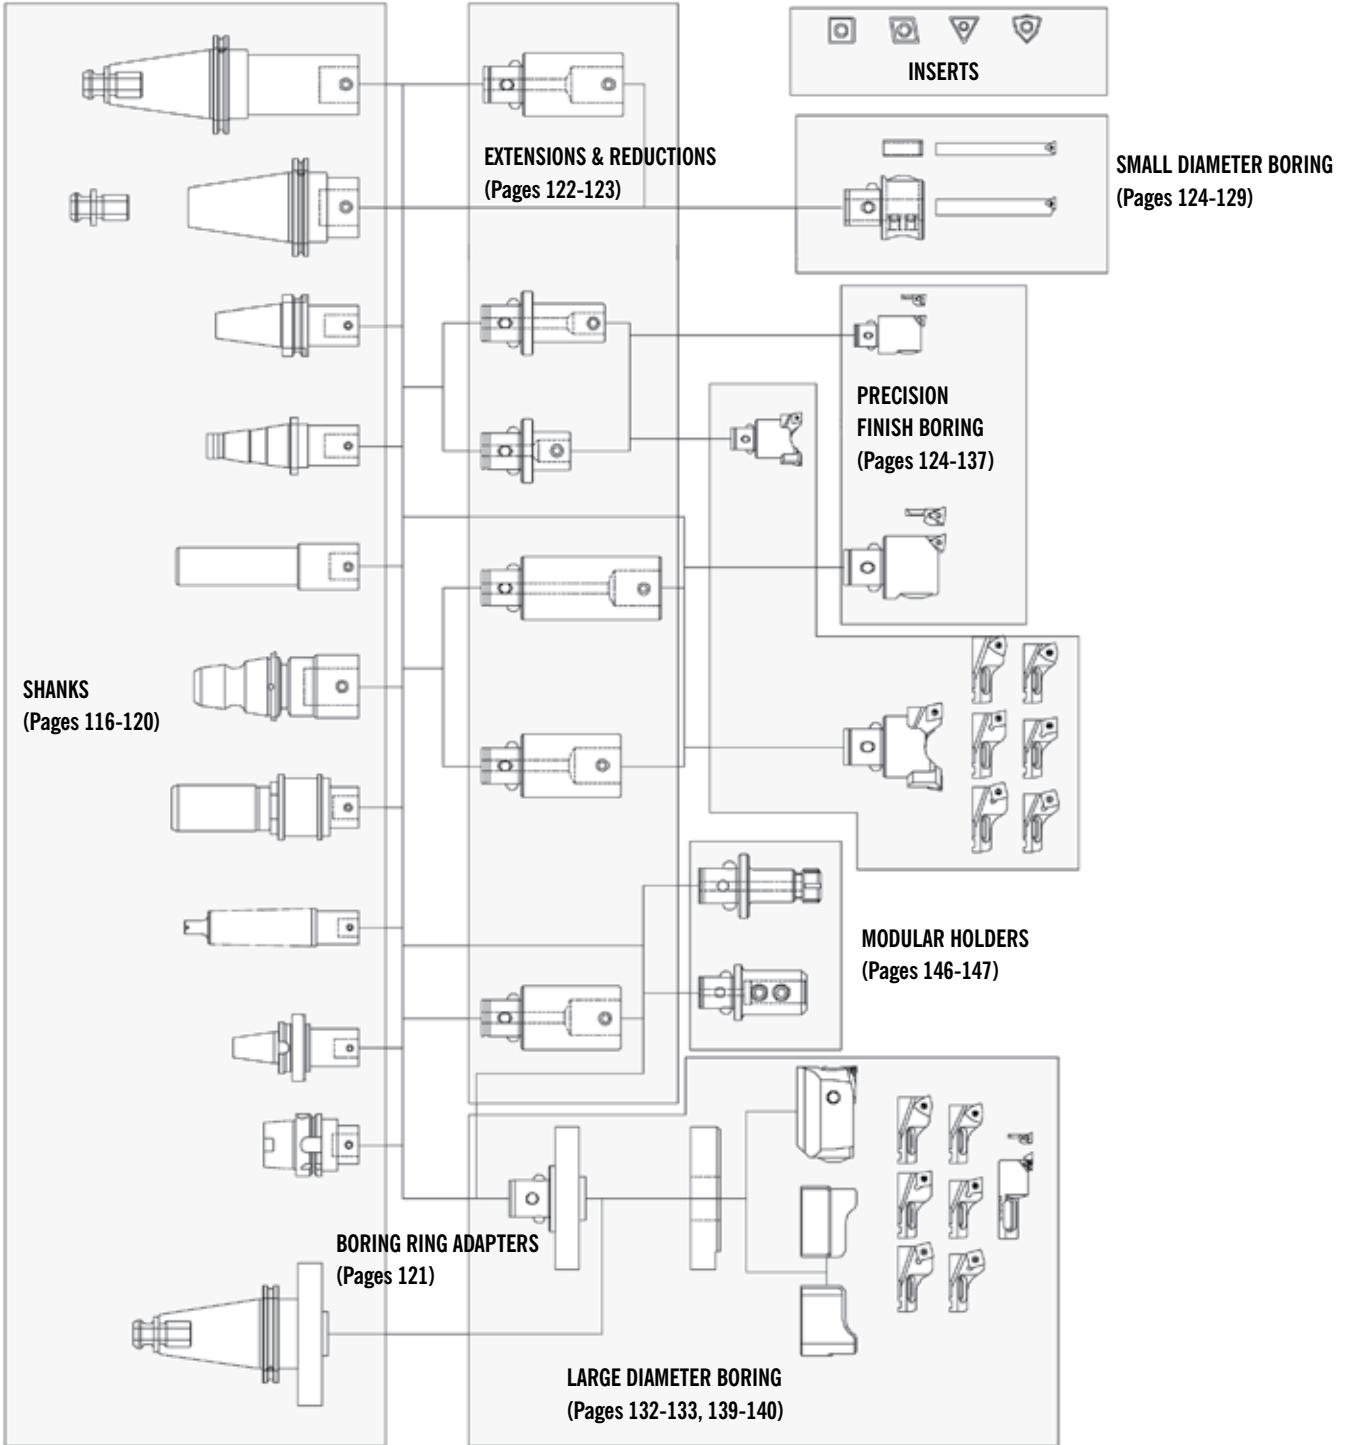 INSERTS
EXTENSIONS & REDUCTIONS
(Pages 122-123)
SMALL DIAMETER BORING
(Pages 124-129)
PRECISION
FINISH BORING
(Pages 124-137)
SHANKS
(Pages 116-120)
MODULAR HOLDERS
(Pages 146-147)
BORING RING ADAPTERS
(Pages 121)
LARGE DIAMETER BORING
(Pages 132-133, 139-140)